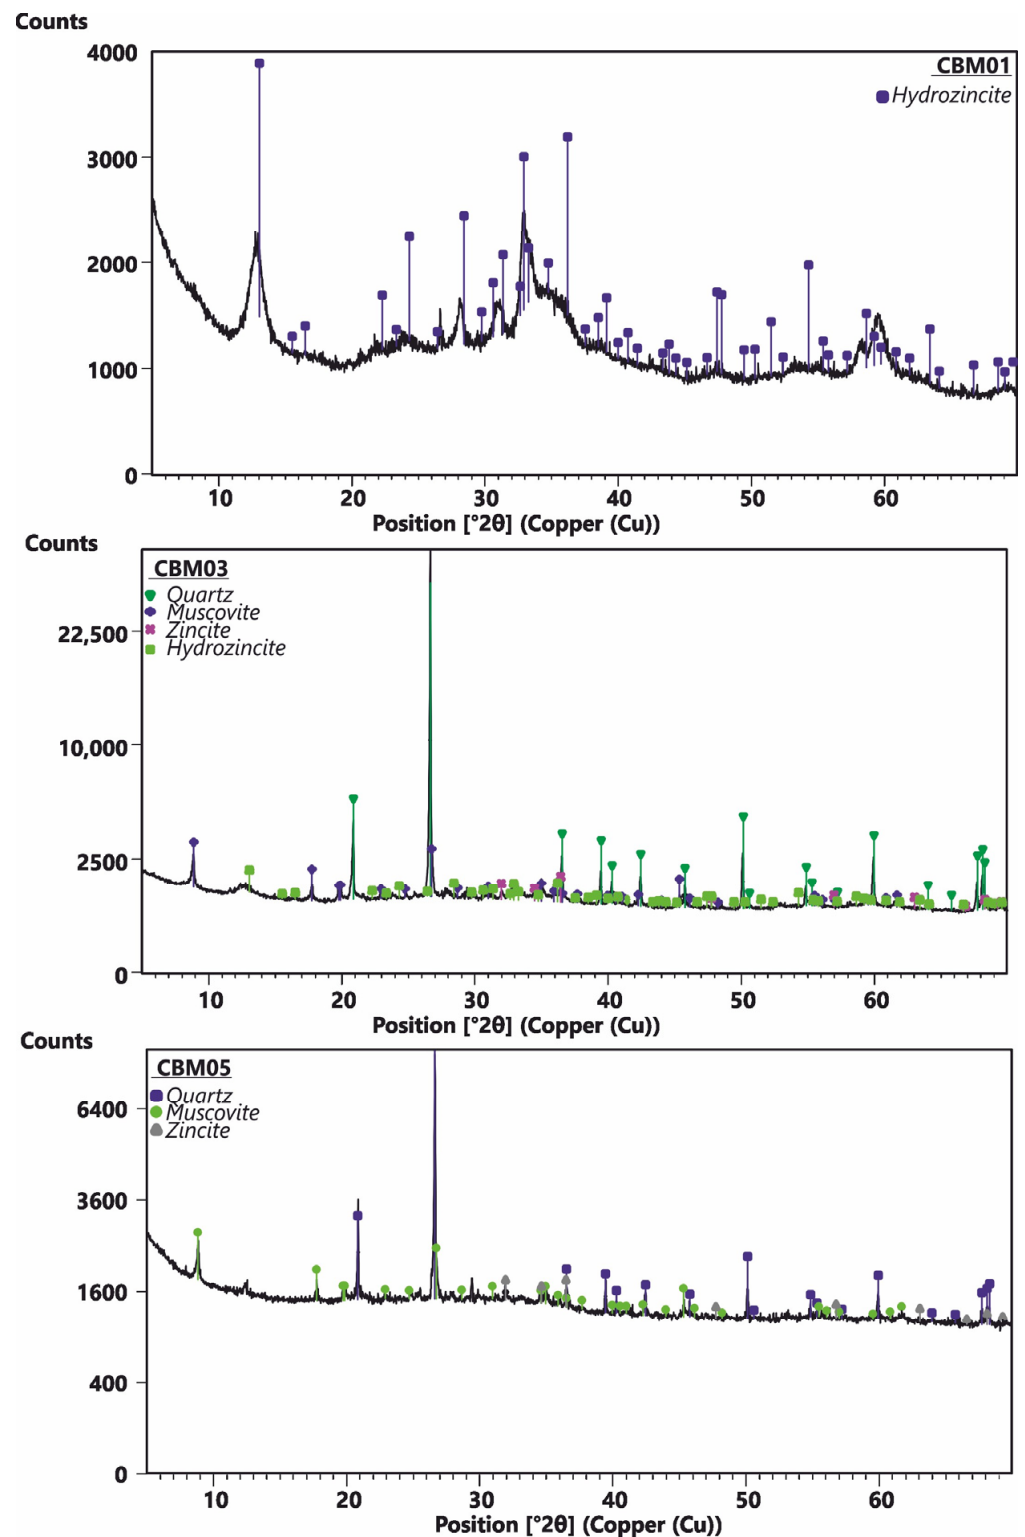 Counts
4000
CBM01
Hydrozincite
3000
2000
1000
0
10 20 30 40 50 60
Position [°2θ] (Copper (Cu))
Counts
CBM03
Quartz
22,500
Muscovite
Zincite
Hydrozincite
10,000
2500
0
10 20 30 40 50 60
Position [°2θ] (Copper (Cu))
Counts
CBM05
Quartz
6400
Muscovite
Zincite
3600
1600
400
0
10 20 30 40 50 60
Position [°2θ] (Copper (Cu))